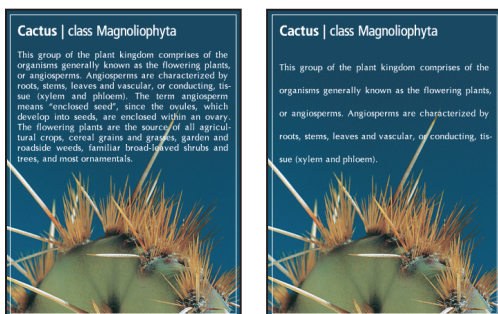 Cactus | class Magnoliophyta
This group of the plant kingdom comprises of the
organisms generally known as the flowering plants,
or angiosperms. Angiosperms are characterized by
roots, stems, leaves and vascular, or conducting, tis-
sue (xylem and phloem). The term angiosperm
means “enclosed seed”, since the ovules, which
develop into seeds, are enclosed within an ovary.
The flowering plants are the source of all agricul-
tural crops, cereal grains and grasses, garden and
roadside weeds, familiar broad-leaved shrubs and
trees, and most ornamentals.
Cactus | class Magnoliophyta
This group of the plant kingdom comprises of the
organisms generally known as the flowering plants,
or angiosperms. Angiosperms are characterized by
roots, stems, leaves and vascular, or conducting, tis-
sue (xylem and phloem).